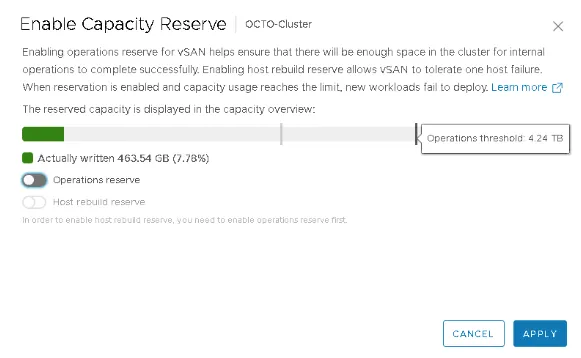 Enable Capacity Reserve | OCTO-Cluster
Enabling operations reserve for vSAN helps ensure that there will be enough space in the cluster for internal
operations to complete successfully. Enabling host rebuild reserve allows vSAN to tolerate one host failure.
When reservation is enabled and capacity usage reaches the limit, new workloads fail to deploy. Learn more
The reserved capacity is displayed in the capacity overview:
Operations threshold: 4.24 TB
Actually written 463.54 GB (7.78%)
Operations reserve
Host rebuild reserve
In order to enable host rebuild reserve, you need to enable operations reserve first.
CANCEL APPLY